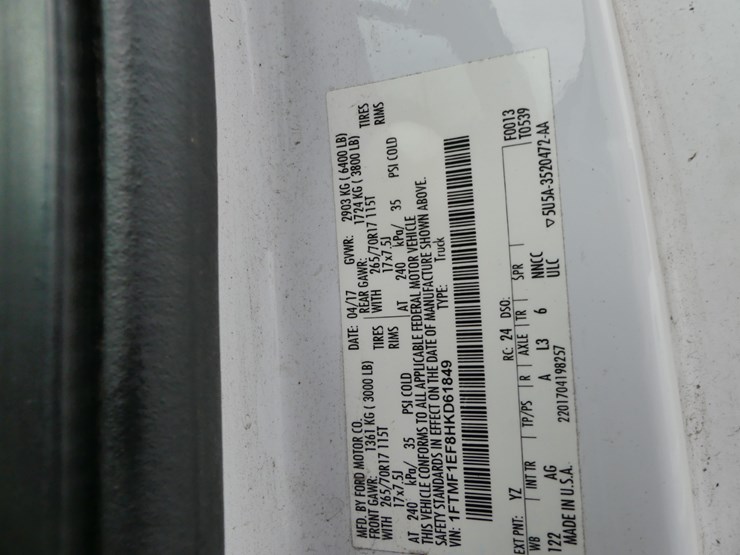 MFD. BY FORD MOTOR CO.
DATE: 04/17 GVWR: 2903 KG ( 6400 LB)
FRONT GAWR: 1361 KG ( 3000 LB) REAR GAWR: 1724 KG ( 3800 LB)
WITH 265/70R17 115T TIRES WITH 265/70R17 115T TIRES
17x7.5J RIMS 17x7.5J RIMS
AT 240 kPa/ 35 PSI COLD AT 240 kPa/ 35 PSI COLD
THIS VEHICLE CONFORMS TO ALL APPLICABLE FEDERAL MOTOR VEHICLE
SAFETY STANDARDS IN EFFECT ON THE DATE OF MANUFACTURE SHOWN ABOVE.
VIN: 1FTMF1EF8HKD61849 TYPE: Truck
EXT PNT: YZ RC: 24 DSO: F0013
WB INT TR TP/PS R AXLE TR SPR T0539
122 AG A L3 6 NNCC
ULC
MADE IN U.S.A. 2201704198257 ▽5U5A-3520472-AA